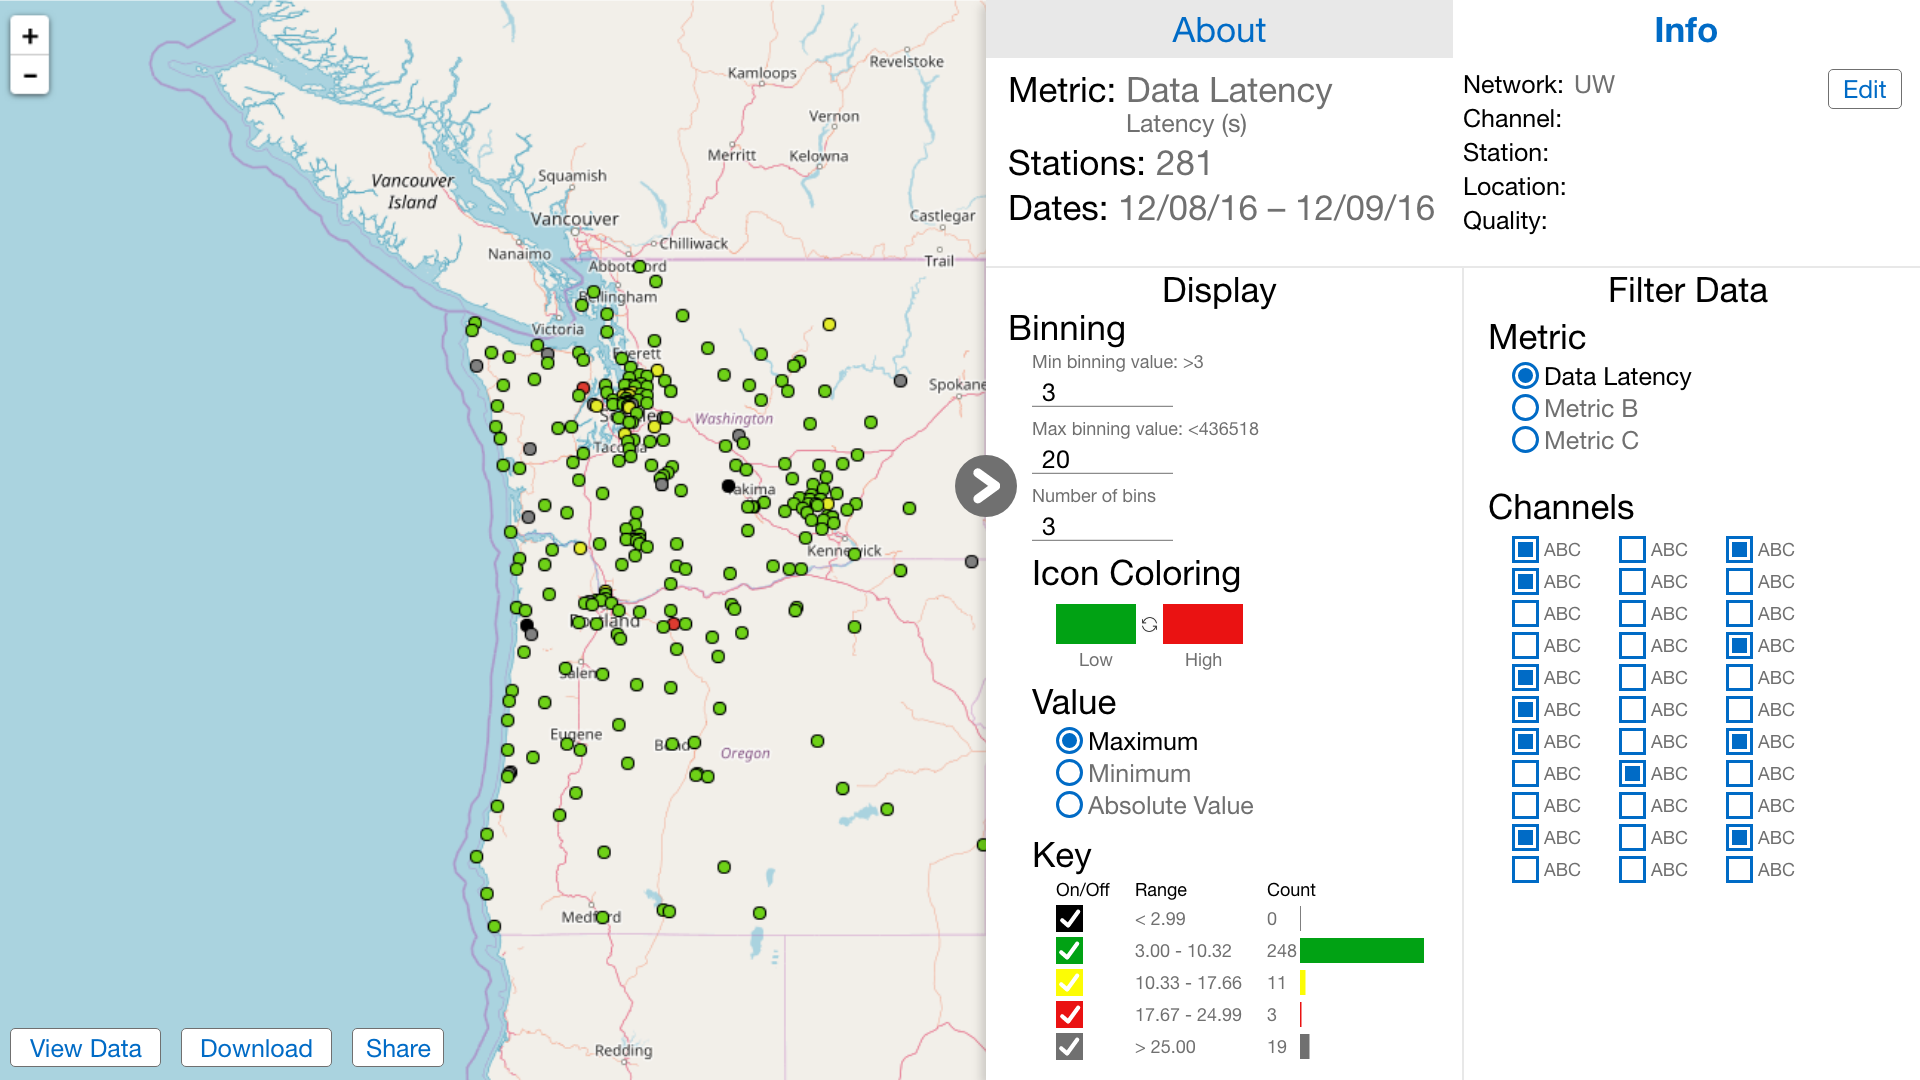 +
−
Kamloops
Revelstoke
Vernon
Merritt
Kelowna
Squamish
Vancouver
Island
Vancouver
Castlegar
Nanaimo
Chilliwack
Abbotsford
Trail
Bellingham
Victoria
Everett
Spokane
Washington
Tacoma
Yakima
Kennewick
Portland
Salem
Eugene
Bend
Oregon
Medford
Redding
View Data
Download
Share
About
Info
Metric: Data Latency
Latency (s)
Stations: 281
Dates: 12/08/16 – 12/09/16
Network: UW
Channel:
Station:
Location:
Quality:
Edit
Display
Binning
Min binning value: >3
3
Max binning value: <436518
20
Number of bins
3
Icon Coloring
Low High
Value
Maximum
Minimum
Absolute Value
Key
On/Off Range Count
< 2.99 0
3.00 - 10.32 248
10.33 - 17.66 11
17.67 - 24.99 3
> 25.00 19
Filter Data
Metric
Data Latency
Metric B
Metric C
Channels
ABC ABC ABC
ABC ABC ABC
ABC ABC ABC
ABC ABC ABC
ABC ABC ABC
ABC ABC ABC
ABC ABC ABC
ABC ABC ABC
ABC ABC ABC
ABC ABC ABC
ABC ABC ABC